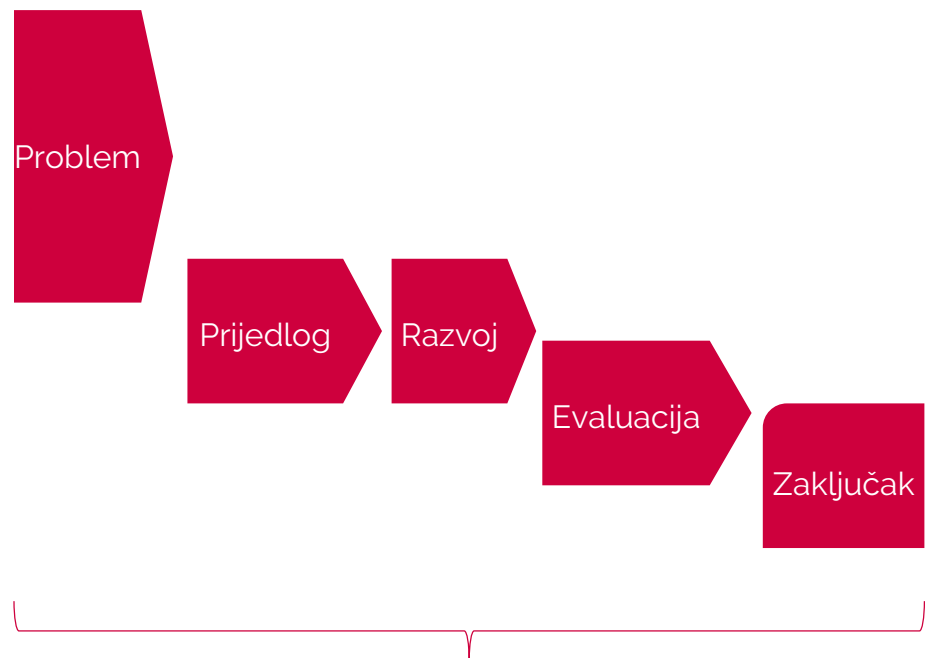 Problem
Prijedlog
Razvoj
Evaluacija
Zaključak